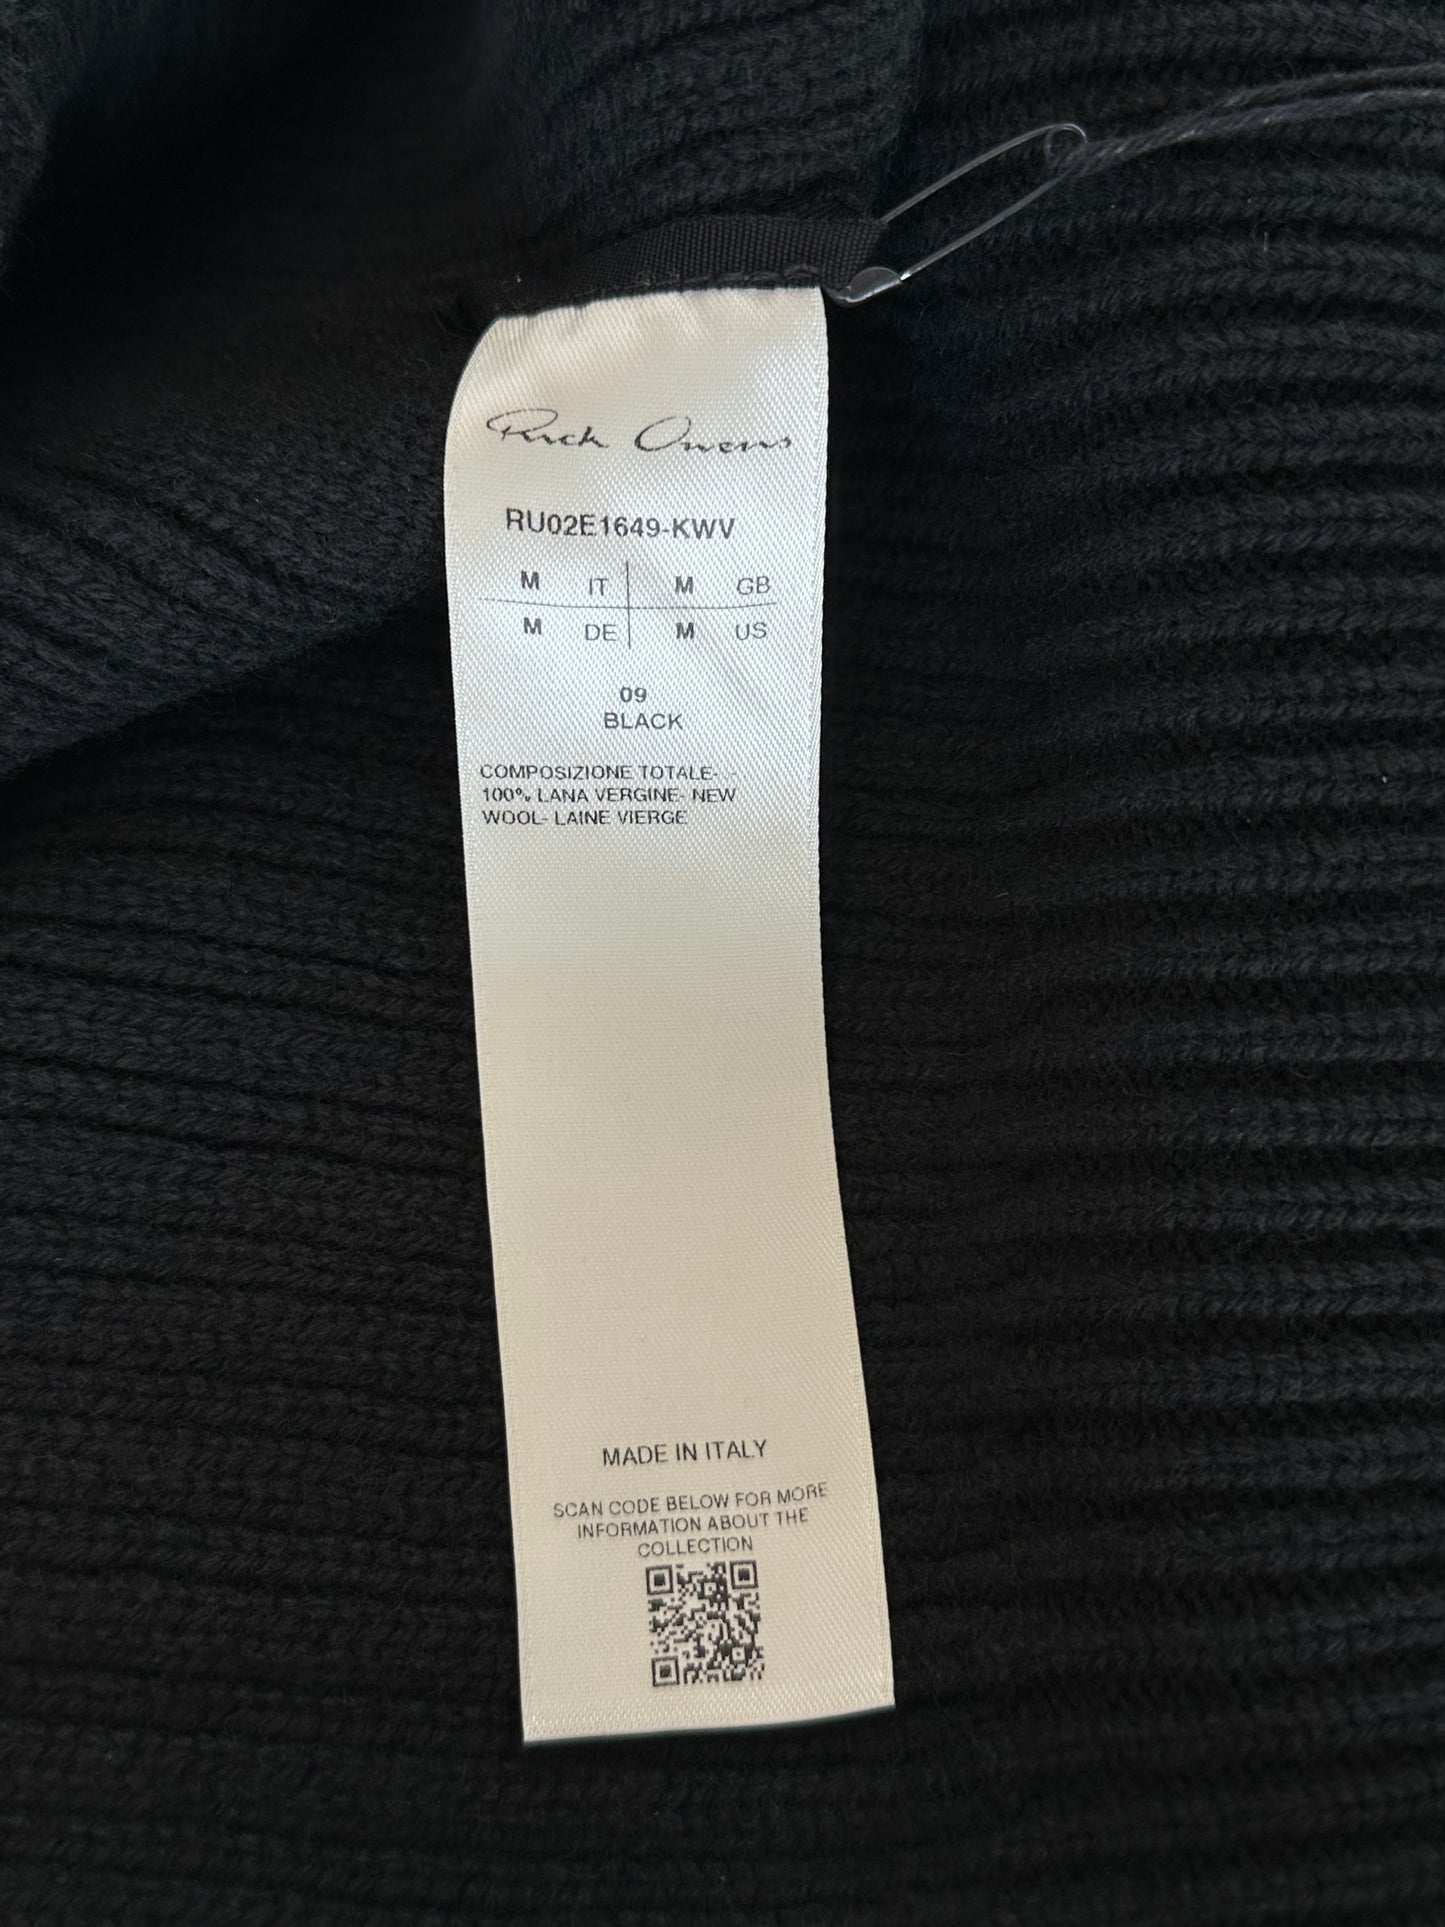 Rick Owens
RU02E1649-KWV
M IT M GB
M DE M US
09
BLACK
COMPOSIZIONE TOTALE- -
100% LANA VERGINE- NEW
WOOL- LAINE VIERGE
MADE IN ITALY
SCAN CODE BELOW FOR MORE
INFORMATION ABOUT THE
COLLECTION